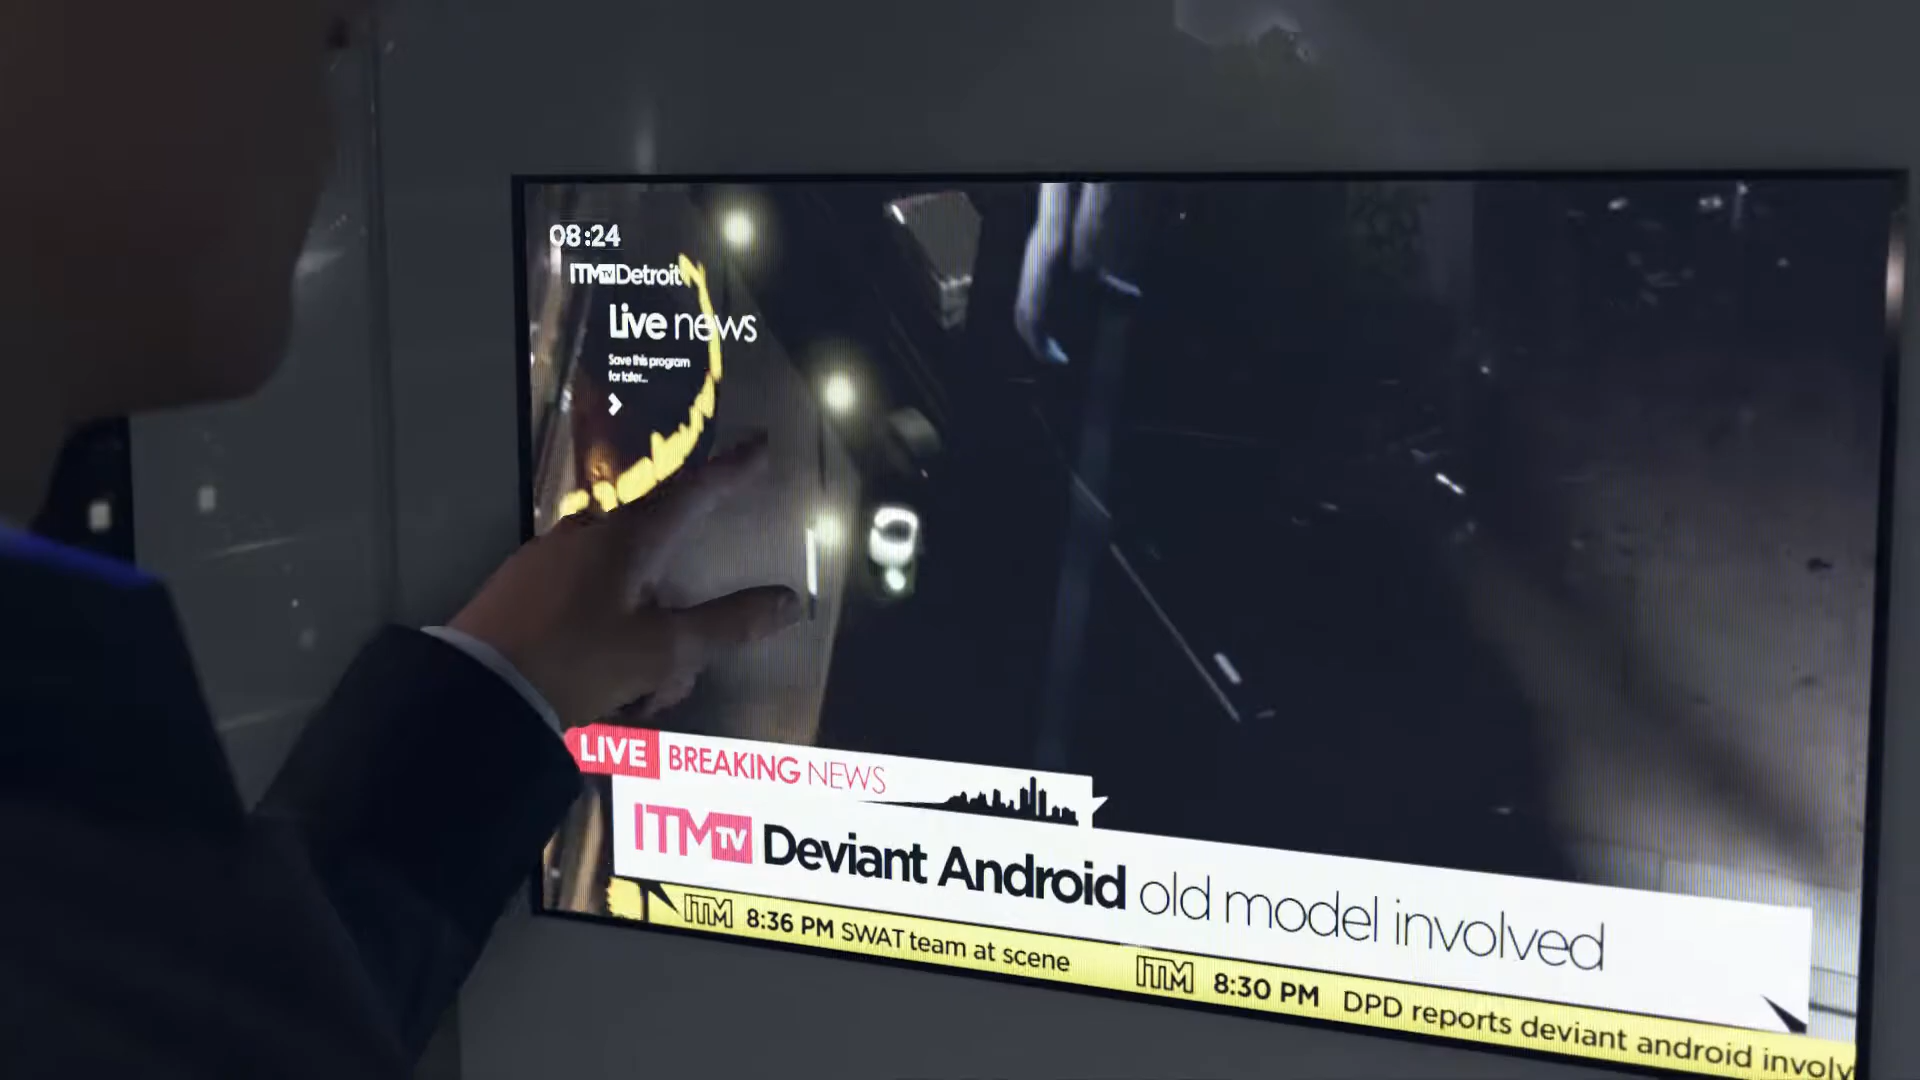 08:24
ITMTV Detroit
Live news
Save this program
for later...
LIVE BREAKING NEWS
ITMTV Deviant Android old model involved
ITM 8:36 PM SWAT team at scene ITM 8:30 PM DPD reports deviant android involv